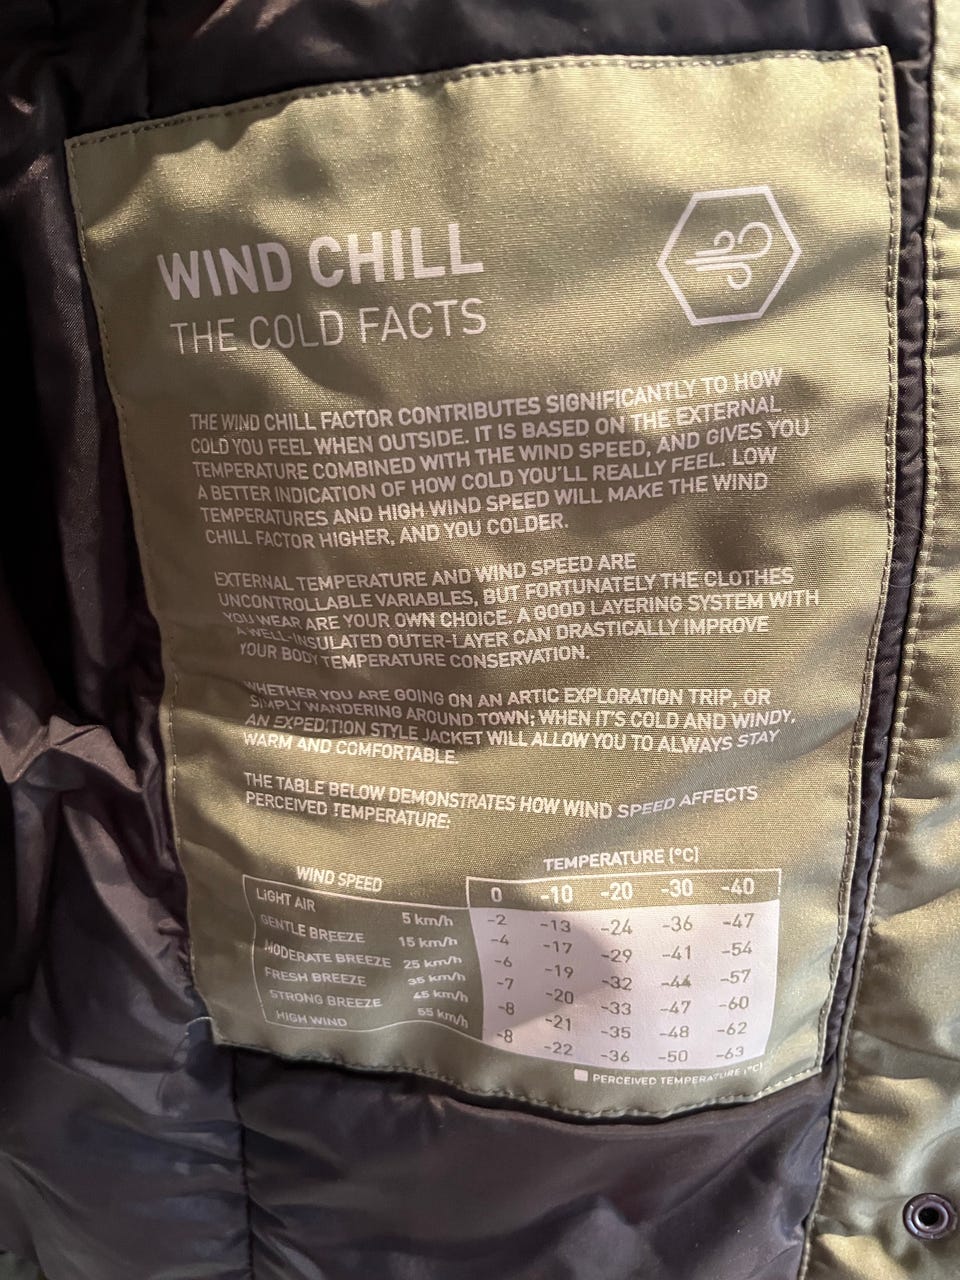 WIND CHILL
THE COLD FACTS
THE WIND CHILL FACTOR CONTRIBUTES SIGNIFICANTLY TO HOW
COLD YOU FEEL WHEN OUTSIDE. IT IS BASED ON THE EXTERNAL
TEMPERATURE COMBINED WITH THE WIND SPEED, AND GIVES YOU
A BETTER INDICATION OF HOW COLD YOU'LL REALLY FEEL. LOW
TEMPERATURES AND HIGH WIND SPEED WILL MAKE THE WIND
CHILL FACTOR HIGHER, AND YOU COLDER.
EXTERNAL TEMPERATURE AND WIND SPEED ARE
UNCONTROLLABLE VARIABLES, BUT FORTUNATELY THE CLOTHES
YOU WEAR ARE YOUR OWN CHOICE. A GOOD LAYERING SYSTEM WITH
A WELL-INSULATED OUTER-LAYER CAN DRASTICALLY IMPROVE
YOUR BODY TEMPERATURE CONSERVATION.
WHETHER YOU ARE GOING ON AN ARTIC EXPLORATION TRIP, OR
SIMPLY WANDERING AROUND TOWN; WHEN IT'S COLD AND WINDY,
AN EXPEDITION STYLE JACKET WILL ALLOW YOU TO ALWAYS STAY
WARM AND COMFORTABLE.
THE TABLE BELOW DEMONSTRATES HOW WIND SPEED AFFECTS
PERCEIVED TEMPERATURE:
WIND SPEED TEMPERATURE (°C)
0 -10 -20 -30 -40
LIGHT AIR 5 km/h -2 -13 -24 -36 -47
GENTLE BREEZE 15 km/h -4 -17 -29 -41 -54
MODERATE BREEZE 25 km/h -6 -19 -32 -44 -57
FRESH BREEZE 35 km/h -7 -20 -33 -47 -60
STRONG BREEZE 45 km/h -8 -21 -35 -48 -62
HIGH WIND 55 km/h -8 -22 -36 -50 -63
PERCEIVED TEMPERATURE (°C)